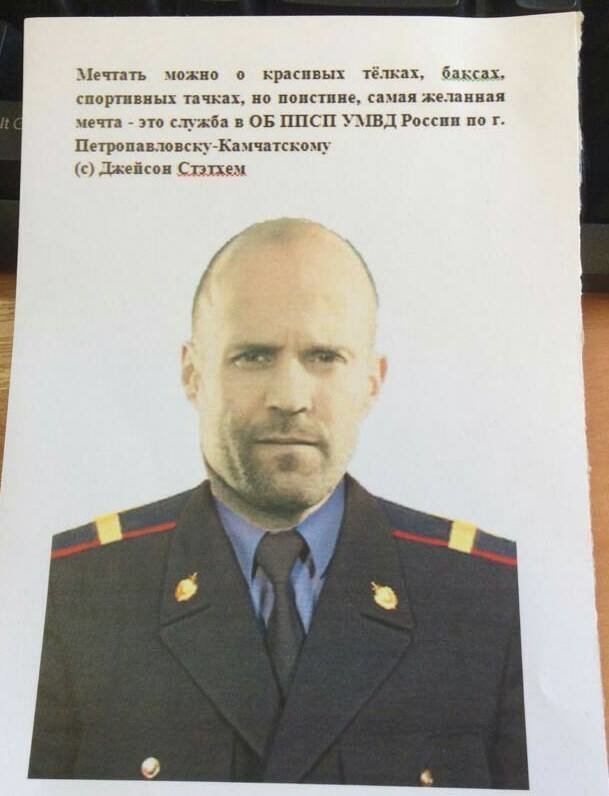 Мечтать можно о красивых тёлках, баксах,
спортивных тачках, но поистине, самая желанная
мечта - это служба в ОБ ППСП УМВД России по г.
Петропавловску-Камчатскому
(с) Джейсон Стэтхем